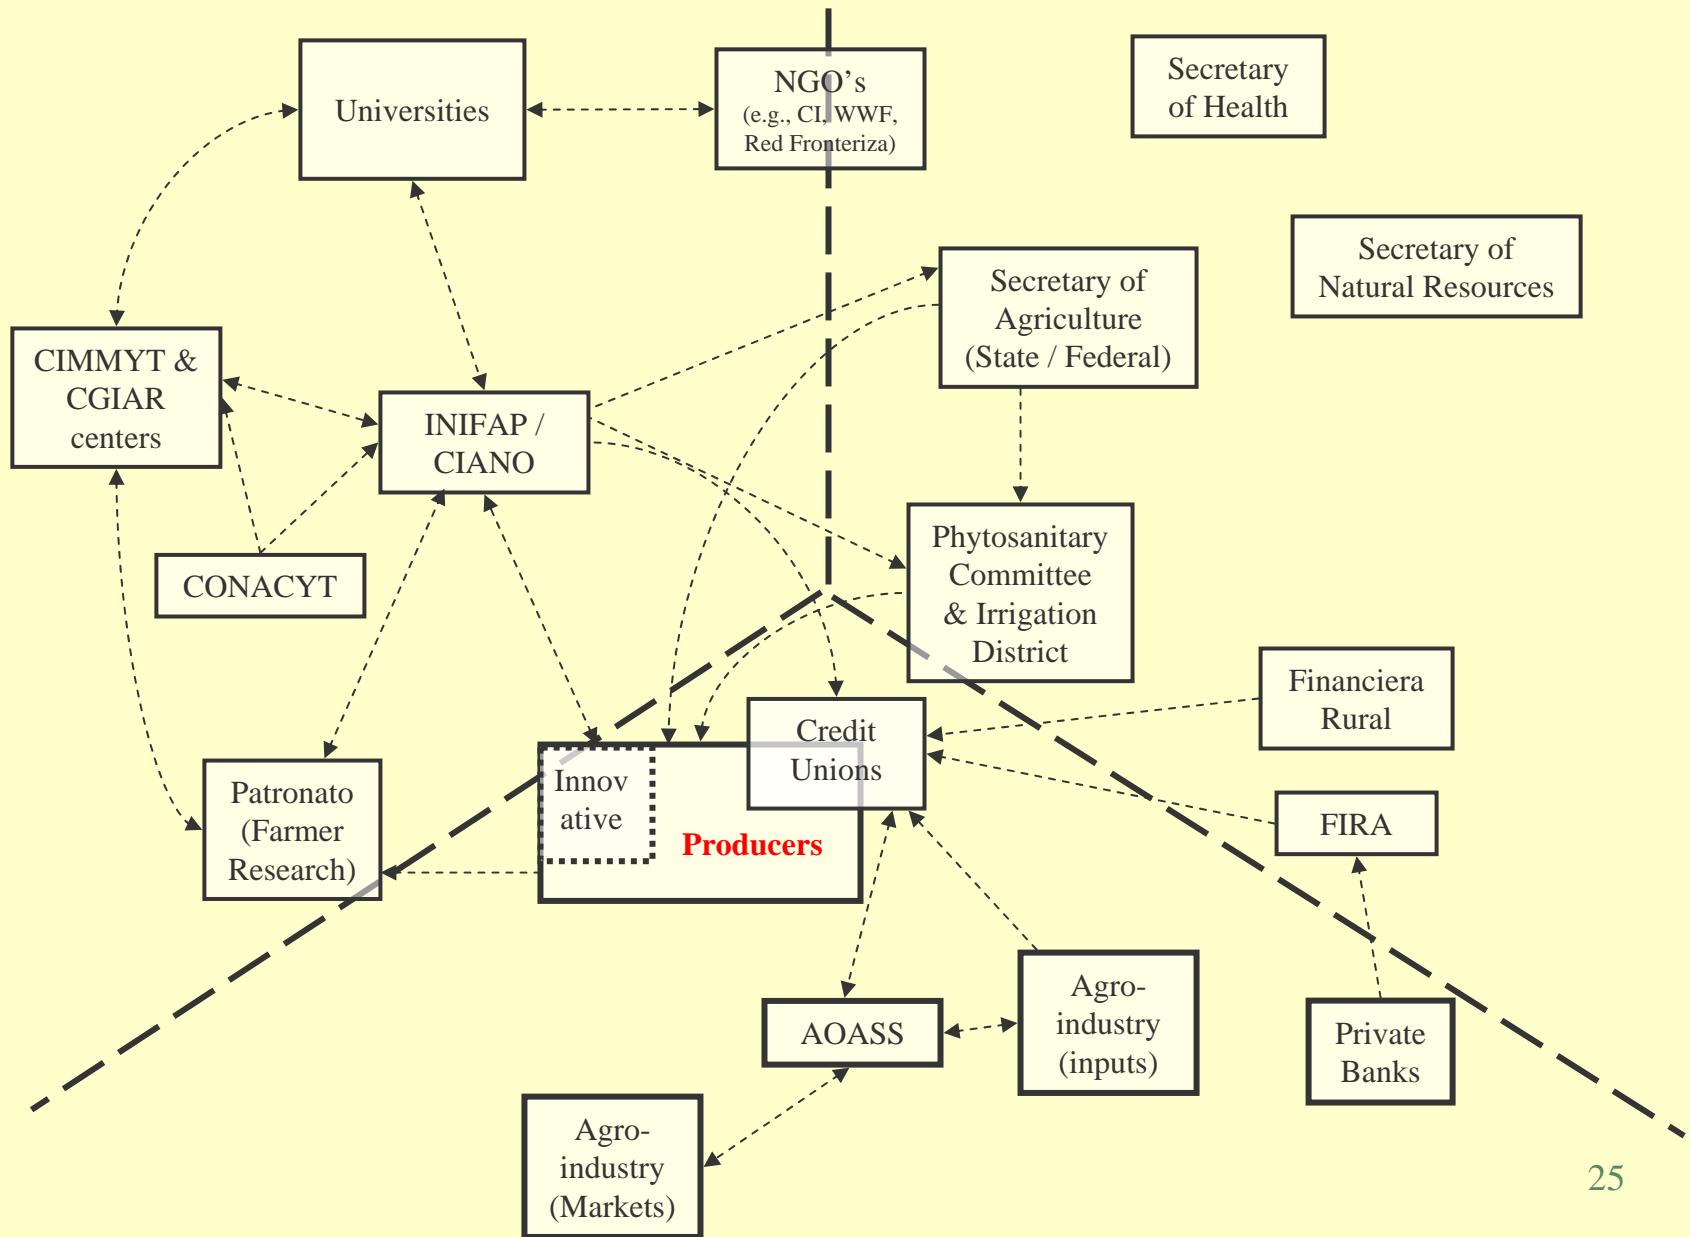 Universities
NGO's
(e.g., CI, WWF,
Red Fronteriza)
Secretary
of Health
Secretary of
Natural Resources
Secretary of
Agriculture
(State / Federal)
CIMMYT &
CGIAR
centers
INIFAP /
CIANO
CONACYT
Phytosanitary
Committee
& Irrigation
District
Financiera
Rural
Credit
Unions
Innov
ative
Producers
Patronato
(Farmer
Research)
FIRA
AOASS
Agro-
industry
(inputs)
Private
Banks
Agro-
industry
(Markets)
25